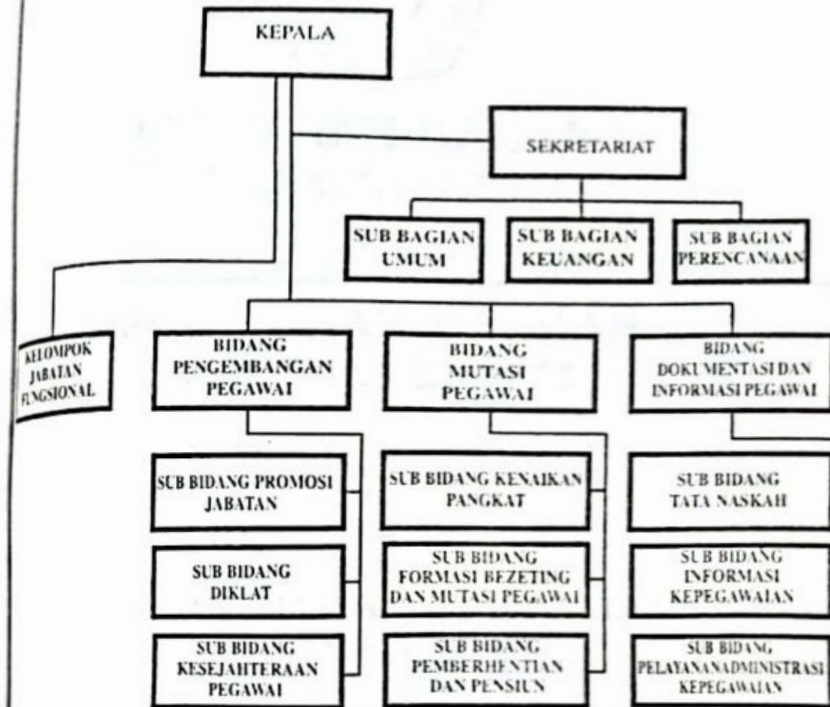 KEPALA
SEKRETARIAT
SUB BAGIAN
UMUM
SUB BAGIAN
KEUANGAN
SUB BAGIAN
PERENCANAAN
KELOMPOK
JABATAN
FUNGSIONAL
BIDANG
PENGEMBANGAN
PEGAWAI
BIDANG
MUTASI
PEGAWAI
BIDANG
DOKUMENTASI DAN
INFORMASI PEGAWAI
SUB BIDANG PROMOSI
JABATAN
SUB BIDANG KENAIKAN
PANGKAT
SUB BIDANG
TATA NASKAH
SUB BIDANG
DIKLAT
SUB BIDANG
FORMASI BEZETING
DAN MUTASI PEGAWAI
SUB BIDANG
INFORMASI
KEPEGAWAIAN
SUB BIDANG
KESEJAHTERAAN
PEGAWAI
SUB BIDANG
PEMBERHENTIAN
DAN PENSIUN
SUB BIDANG
PELAYANANADMINISTRASI
KEPEGAWAIAN